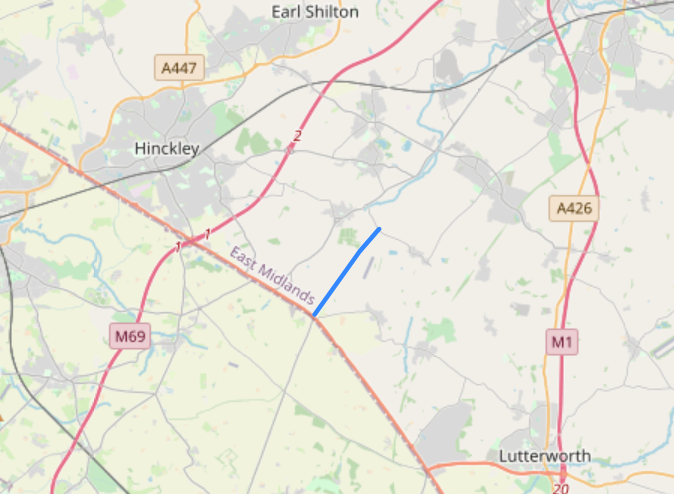 Earl Shilton
A447
2
Hinckley
A426
1
1
East Midlands
M69
M1
Lutterworth
20